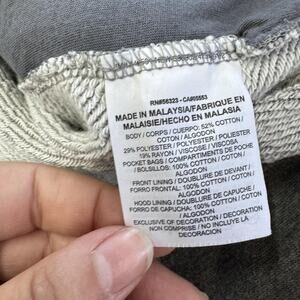 RN#56323 - CA#05553
MADE IN MALAYSIA/FABRIQUE EN
MALAISIE/HECHO EN MALASIA
BODY / CORPS / CUERPO: 52% COTTON /
COTON / ALGODON
29% POLYESTER / POLYESTER / POLIESTER
19% RAYON / VISCOSE / VISCOSA
POCKET BAGS / COMPARTIMENTS DE POCHE
/ BOLSILLOS: 100% COTTON / COTON /
ALGODON
FRONT LINING / DOUBLURE DE DEVANT /
FORRO FRONTAL: 100% COTTON / COTON /
ALGODON
HOOD LINING / DOUBLURE DE CAPUCHE /
FORRO DE CAPUCHA: 100% COTTON / COTON /
ALGODON
EXCLUSIVE OF DECORATION / DECORATION
NON COMPRISE / NO INCLUYE LA
DECORACION